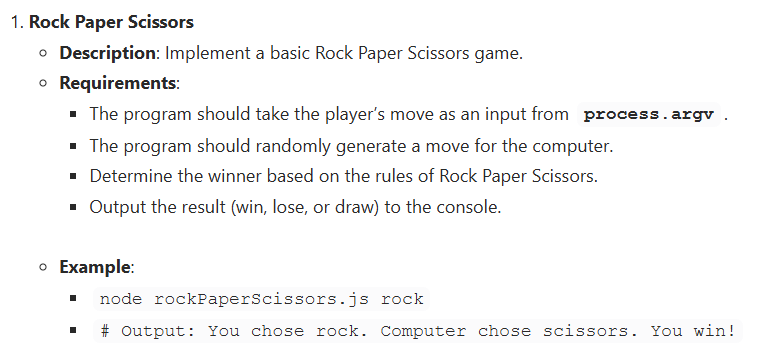 1. Rock Paper Scissors
Description: Implement a basic Rock Paper Scissors game.
Requirements:
The program should take the player’s move as an input from process.argv .
The program should randomly generate a move for the computer.
Determine the winner based on the rules of Rock Paper Scissors.
Output the result (win, lose, or draw) to the console.
Example:
node rockPaperScissors.js rock
# Output: You chose rock. Computer chose scissors. You win!